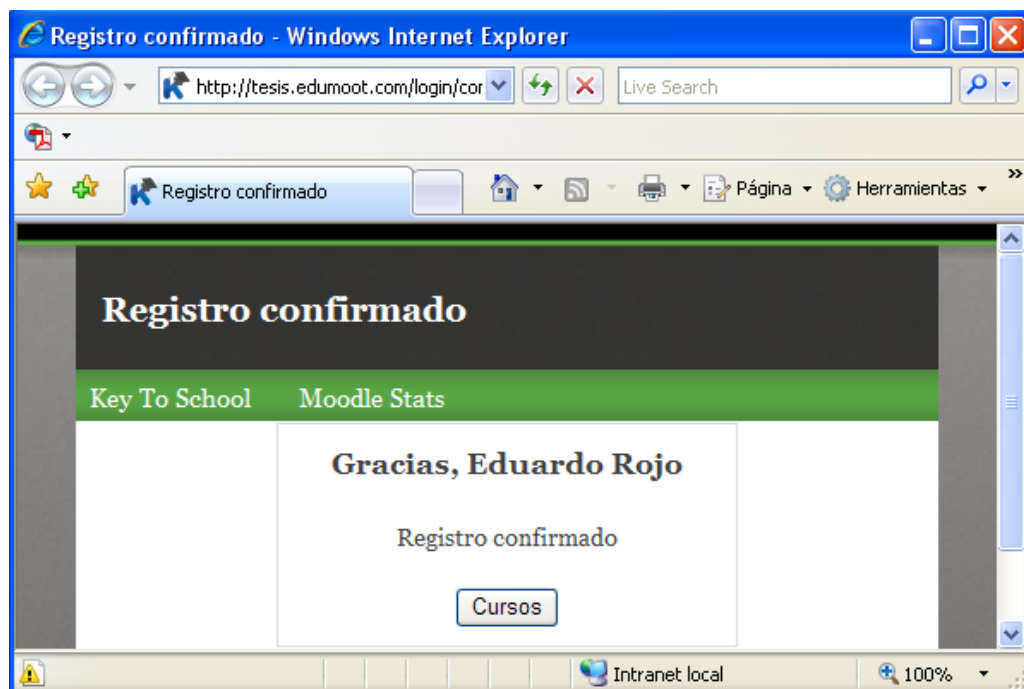 Registro confirmado - Windows Internet Explorer
http://tesis.edumoot.com/login/cor
Live Search
Registro confirmado
Página
Herramientas
Registro confirmado
Key To School Moodle Stats
Gracias, Eduardo Rojo
Registro confirmado
Cursos
Intranet local 100%